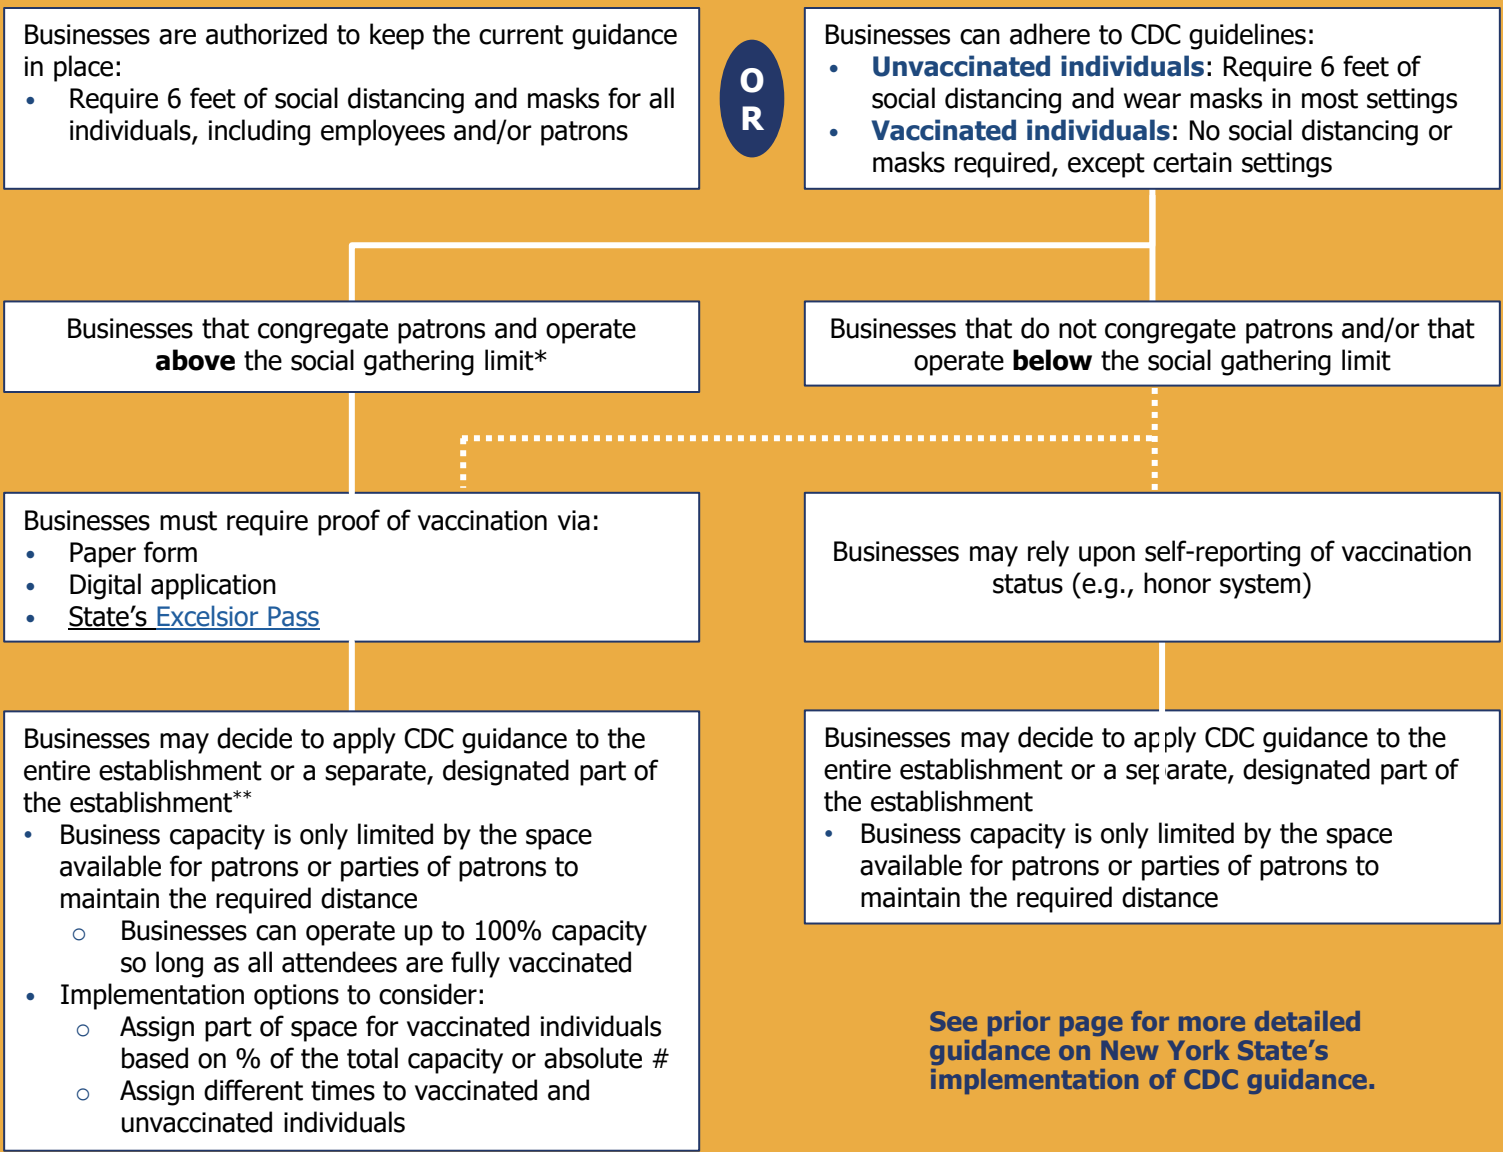 Businesses are authorized to keep the current guidance
in place:
• Require 6 feet of social distancing and masks for all
individuals, including employees and/or patrons
O
R
Businesses can adhere to CDC guidelines:
• Unvaccinated individuals: Require 6 feet of
social distancing and wear masks in most settings
• Vaccinated individuals: No social distancing or
masks required, except certain settings
Businesses that congregate patrons and operate
above the social gathering limit*
Businesses that do not congregate patrons and/or that
operate below the social gathering limit
Businesses must require proof of vaccination via:
• Paper form
• Digital application
• State’s Excelsior Pass
Businesses may rely upon self-reporting of vaccination
status (e.g., honor system)
Businesses may decide to apply CDC guidance to the
entire establishment or a separate, designated part of
the establishment**
• Business capacity is only limited by the space
available for patrons or parties of patrons to
maintain the required distance
o Businesses can operate up to 100% capacity
so long as all attendees are fully vaccinated
• Implementation options to consider:
o Assign part of space for vaccinated individuals
based on % of the total capacity or absolute #
o Assign different times to vaccinated and
unvaccinated individuals
Businesses may decide to apply CDC guidance to the
entire establishment or a separate, designated part of
the establishment
• Business capacity is only limited by the space
available for patrons or parties of patrons to
maintain the required distance
See prior page for more detailed
guidance on New York State’s
implementation of CDC guidance.